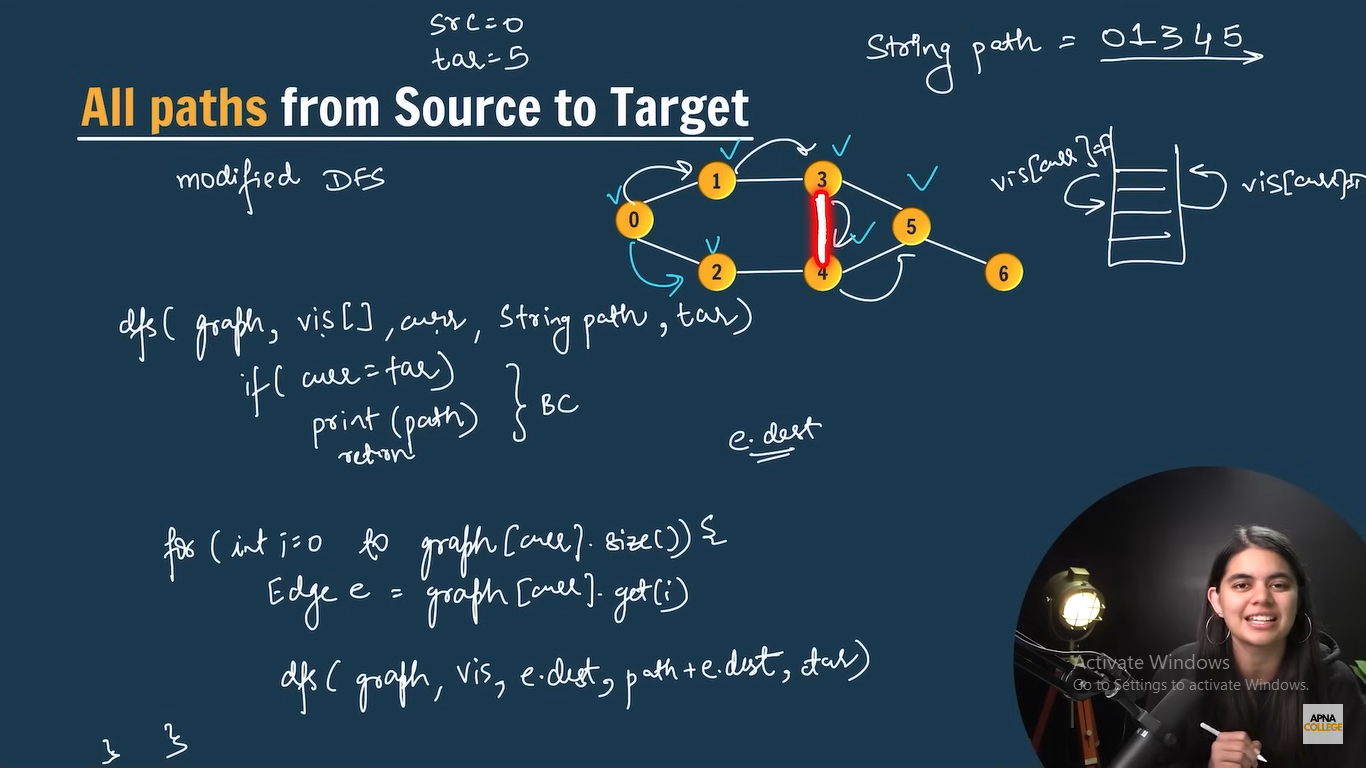 src=0
tar=5
String path = 01345
All paths from Source to Target
modified DFS
vis[curr]=F
vis[curr]=T
1
3
0
5
2
4
6
dfs( graph, vis[], curr, String path, tar)
if( curr=tar)
print (path)
return
} BC
e.dest
for (int i=0 to graph[curr].size()) {
Edge e = graph[curr].get(i)
dfs( graph, vis, e.dest, path+e.dest, tar)
} }
Activate Windows
Go to Settings to activate Windows.
APNA
COLLEGE